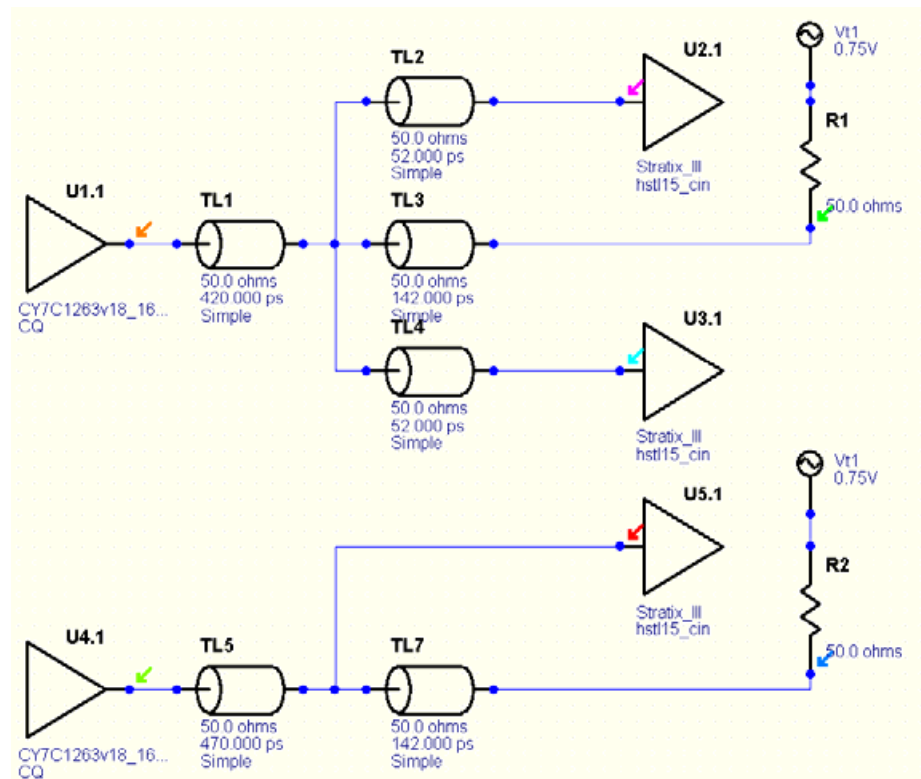 Vt1
0.75V
TL2
U2.1
50.0 ohms
52.000 ps
Simple
R1
Stratix_III
hstl15_cin
U1.1
TL1
TL3
50.0 ohms
50.0 ohms
420.000 ps
Simple
50.0 ohms
142.000 ps
Simple
CY7C1263v18_16...
CQ
TL4
U3.1
50.0 ohms
52.000 ps
Simple
Stratix_III
hstl15_cin
Vt1
0.75V
U5.1
R2
Stratix_III
hstl15_cin
U4.1
TL5
TL7
50.0 ohms
50.0 ohms
470.000 ps
Simple
50.0 ohms
142.000 ps
Simple
CY7C1263v18_16...
CQ